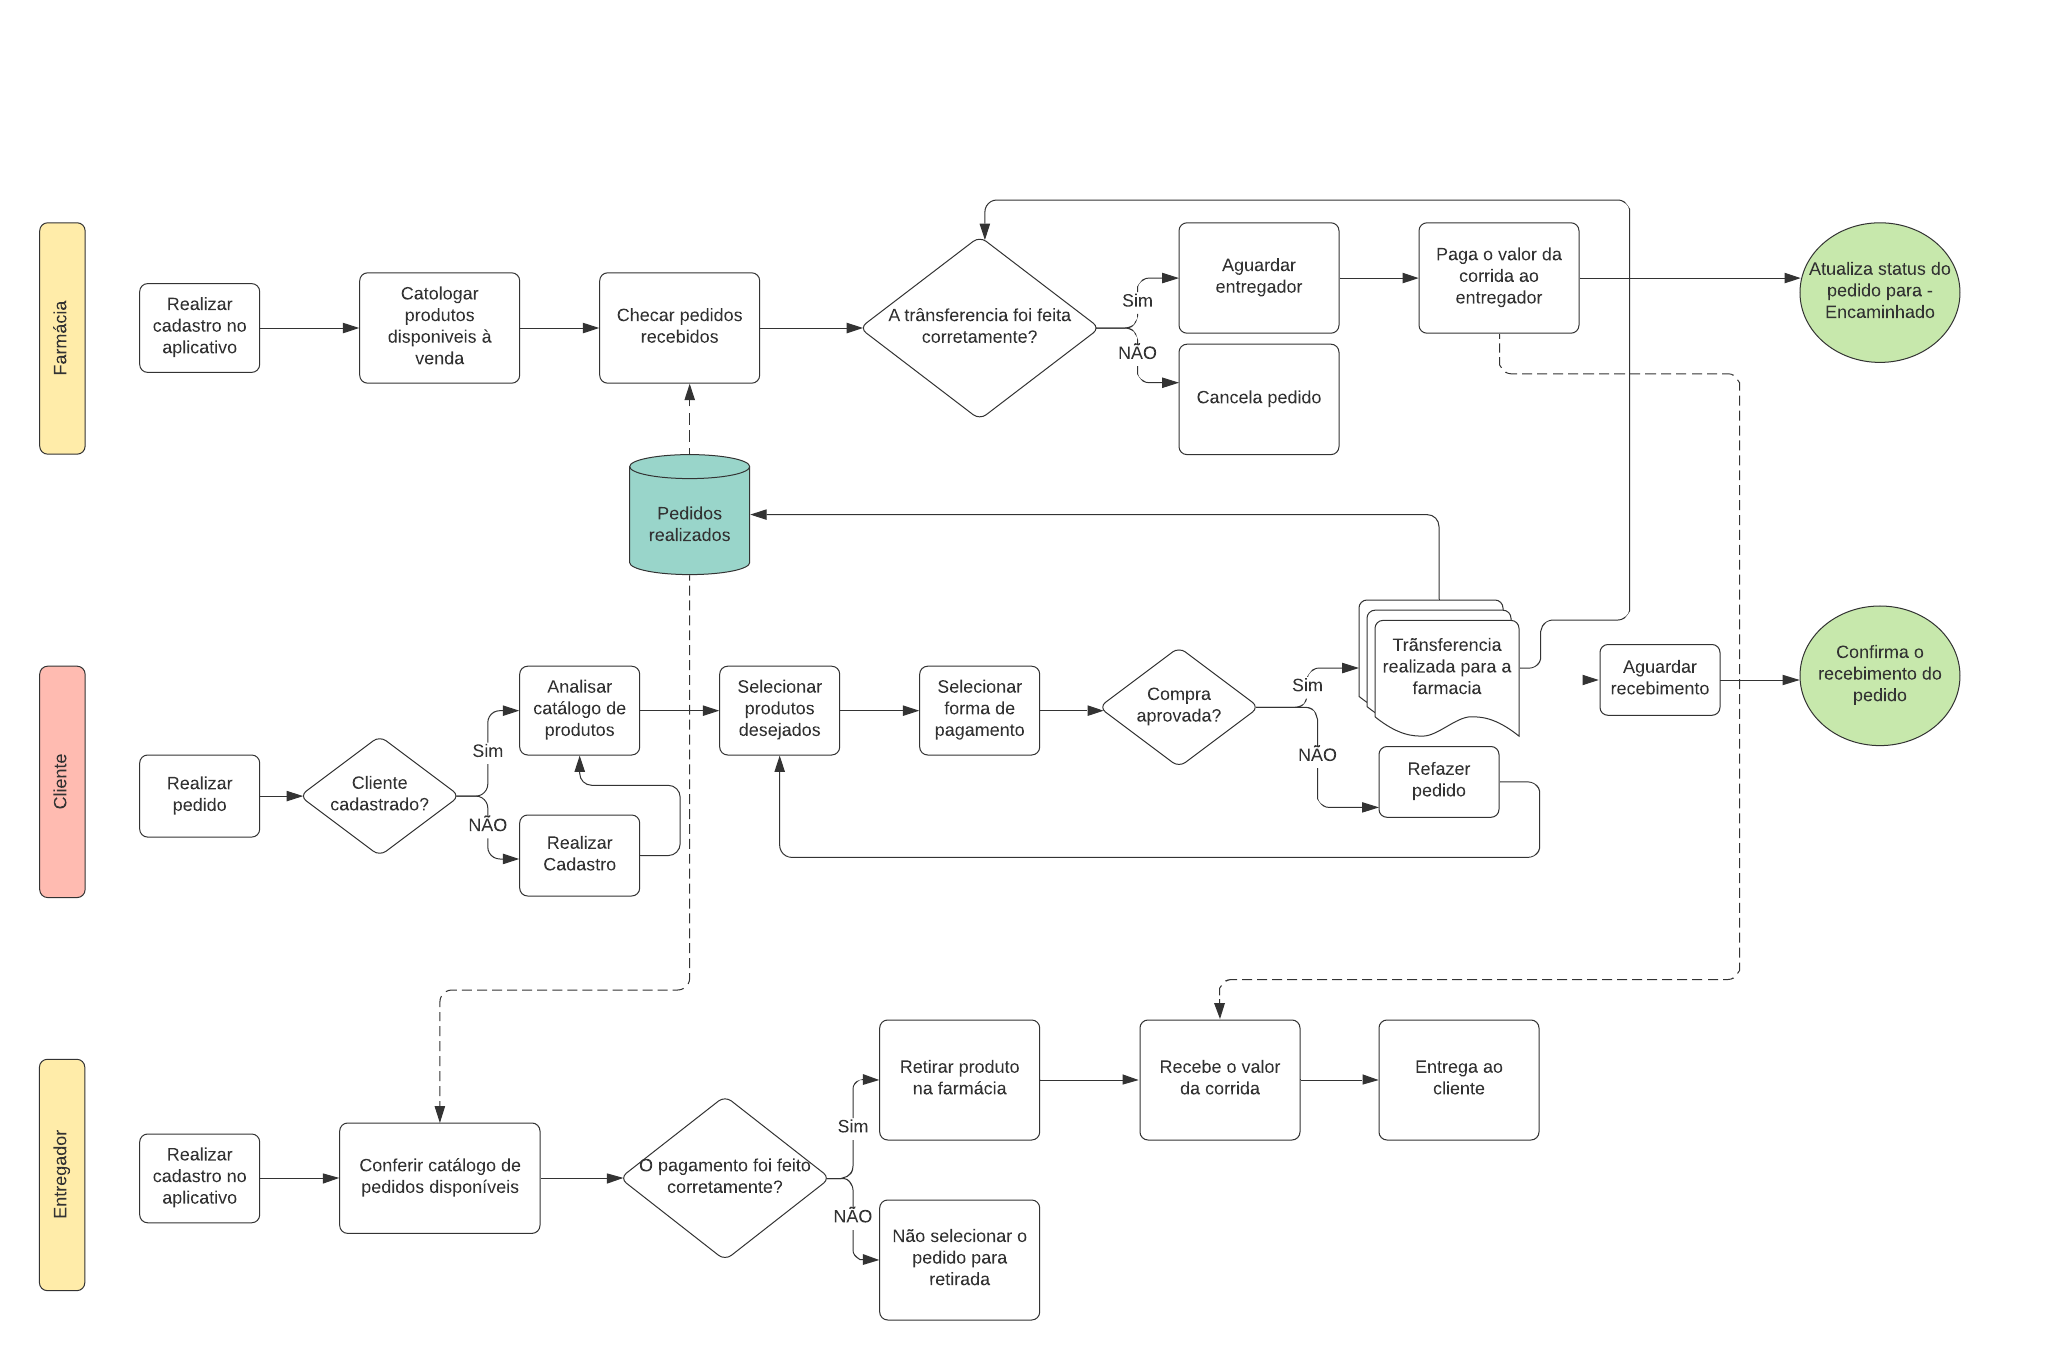 Farmácia
Realizar
cadastro no
aplicativo
Catologar
produtos
disponiveis à
venda
Checar pedidos
recebidos
A trânsferencia foi feita
corretamente?
Sim
NÃO
Aguardar
entregador
Cancela pedido
Paga o valor da
corrida ao
entregador
Atualiza status do
pedido para -
Encaminhado
Pedidos
realizados
Cliente
Realizar
pedido
Cliente
cadastrado?
Sim
NÃO
Analisar
catálogo de
produtos
Realizar
Cadastro
Selecionar
produtos
desejados
Selecionar
forma de
pagamento
Compra
aprovada?
Sim
NÃO
Trãnsferencia
realizada para a
farmacia
Refazer
pedido
Aguardar
recebimento
Confirma o
recebimento do
pedido
Entregador
Realizar
cadastro no
aplicativo
Conferir catálogo de
pedidos disponíveis
O pagamento foi feito
corretamente?
Sim
NÃO
Retirar produto
na farmácia
Não selecionar o
pedido para
retirada
Recebe o valor
da corrida
Entrega ao
cliente